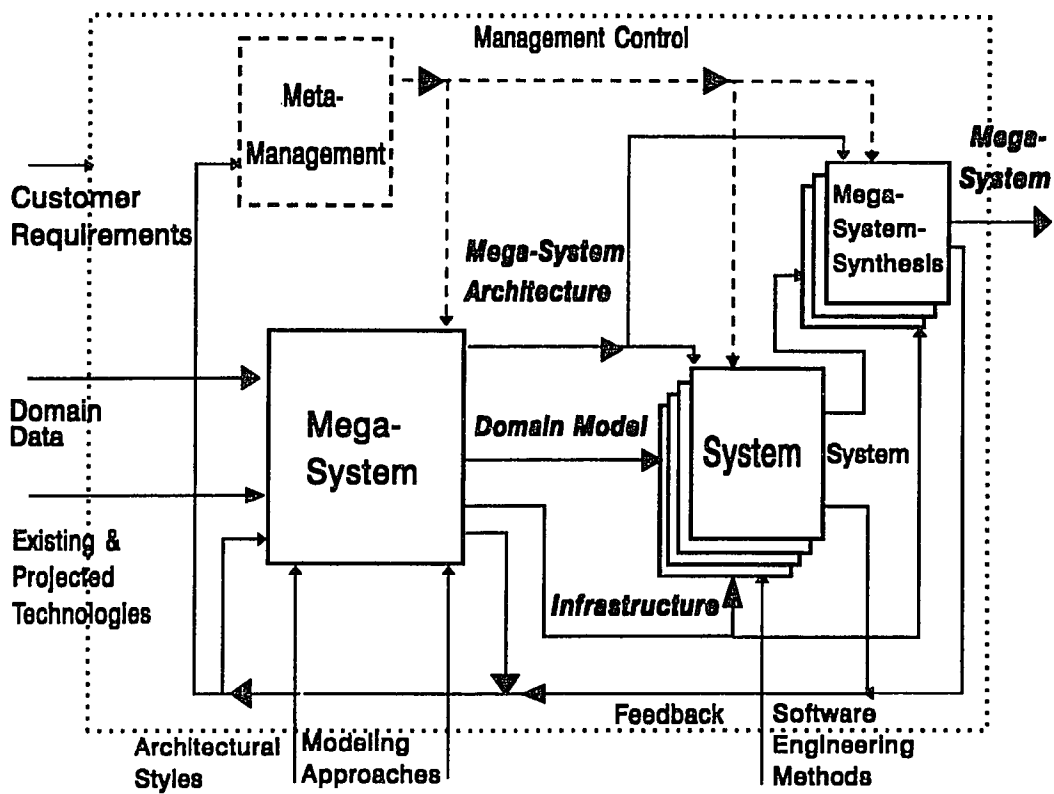 Management Control
Meta-
Management
Customer
Requirements
Mega-
System
Mega-
System-
Synthesis
Mega-System
Architecture
Domain
Data
Mega-
System
Domain Model
System
System
Existing &
Projected
Technologies
Infrastructure
Feedback
Architectural
Styles
Modeling
Approaches
Software
Engineering
Methods